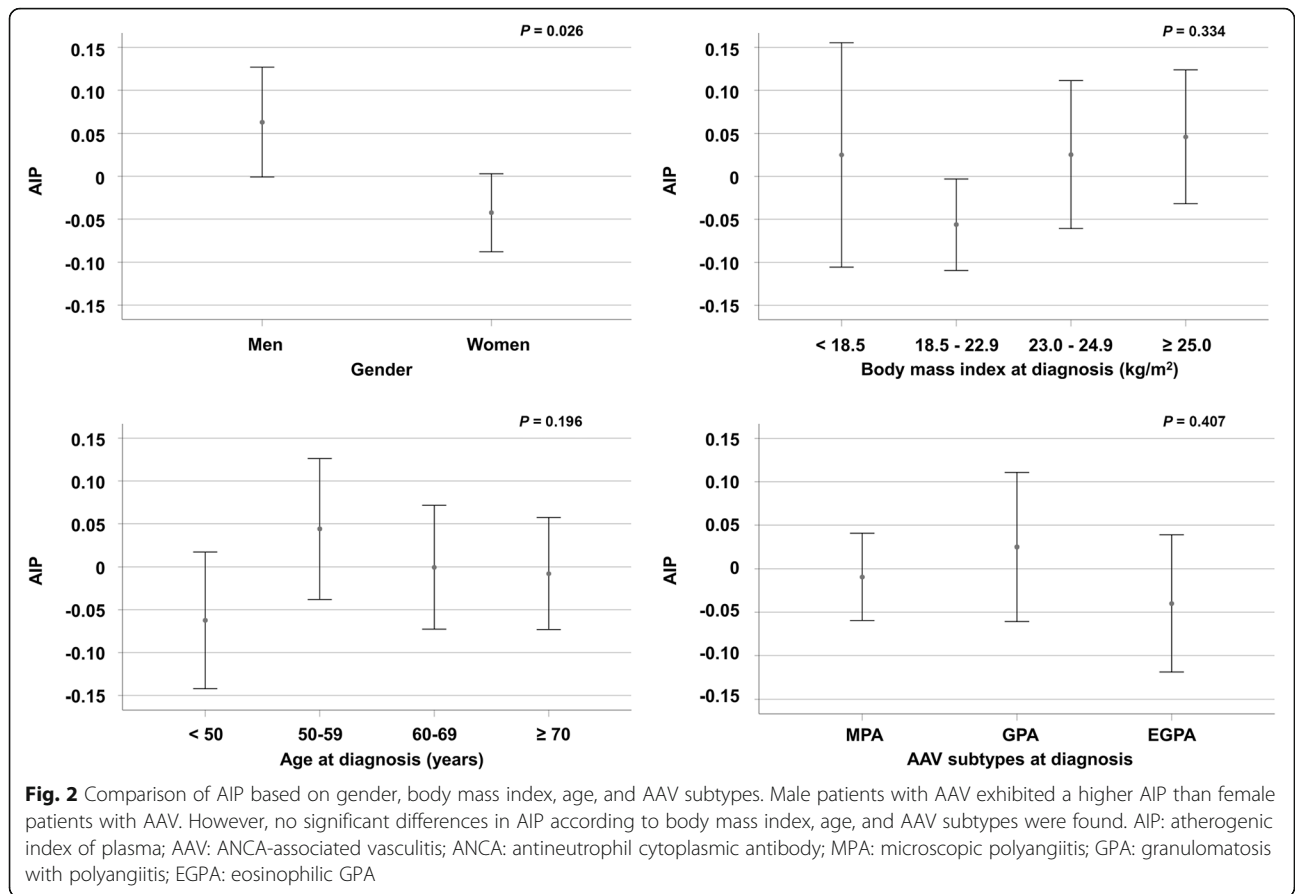 P = 0.026
0.15
0.10
0.05
0
-0.05
-0.10
-0.15
AIP
Men
Women
Gender
P = 0.334
0.15
0.10
0.05
0
-0.05
-0.10
-0.15
AIP
< 18.5
18.5 - 22.9
23.0 - 24.9
≥ 25.0
Body mass index at diagnosis (kg/m²)
P = 0.196
0.15
0.10
0.05
0
-0.05
-0.10
-0.15
AIP
< 50
50-59
60-69
≥ 70
Age at diagnosis (years)
P = 0.407
0.15
0.10
0.05
0
-0.05
-0.10
-0.15
AIP
MPA
GPA
EGPA
AAV subtypes at diagnosis
Fig. 2 Comparison of AIP based on gender, body mass index, age, and AAV subtypes. Male patients with AAV exhibited a higher AIP than female
patients with AAV. However, no significant differences in AIP according to body mass index, age, and AAV subtypes were found. AIP: atherogenic
index of plasma; AAV: ANCA-associated vasculitis; ANCA: antineutrophil cytoplasmic antibody; MPA: microscopic polyangiitis; GPA: granulomatosis
with polyangiitis; EGPA: eosinophilic GPA